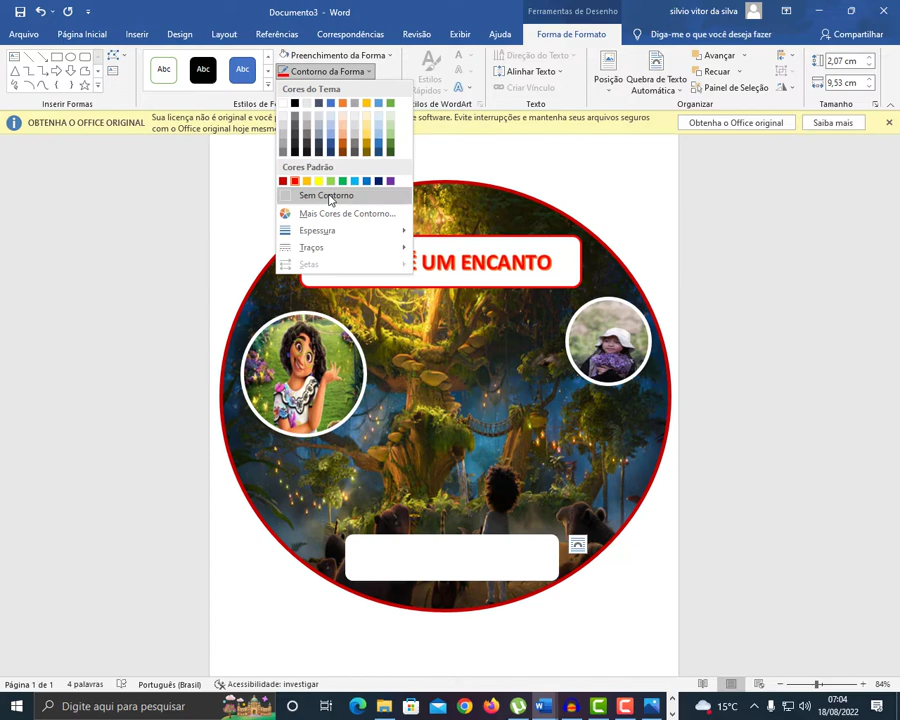 Documento3 - Word
Ferramentas de Desenho
silvio vitor da silva
Arquivo
Página Inicial
Inserir
Design
Layout
Referências
Correspondências
Revisão
Exibir
Ajuda
Forma de Formato
Diga-me o que você deseja fazer
Compartilhar
Abc
Abc
Abc
Preenchimento da Forma
Contorno da Forma
Estilos
Rápidos
Direção do Texto
Alinhar Texto
Criar Vínculo
Posição
Quebra de Texto
Automática
Avançar
Recuar
Painel de Seleção
2,07 cm
9,53 cm
Inserir Formas
Estilos de F
tilos de WordArt
Texto
Organizar
Tamanho
OBTENHA O OFFICE ORIGINAL
Sua licença não é original e você p
software. Evite interrupções e mantenha seus arquivos seguros
com o Office original hoje mesm
Obtenha o Office original
Saiba mais
Cores do Tema
Cores Padrão
Sem Contorno
Mais Cores de Contorno...
Espessura
Traços
Setas
É UM ENCANTO
Página 1 de 1
4 palavras
Português (Brasil)
Acessibilidade: investigar
84%
Digite aqui para pesquisar
15°C
07:04
18/08/2022